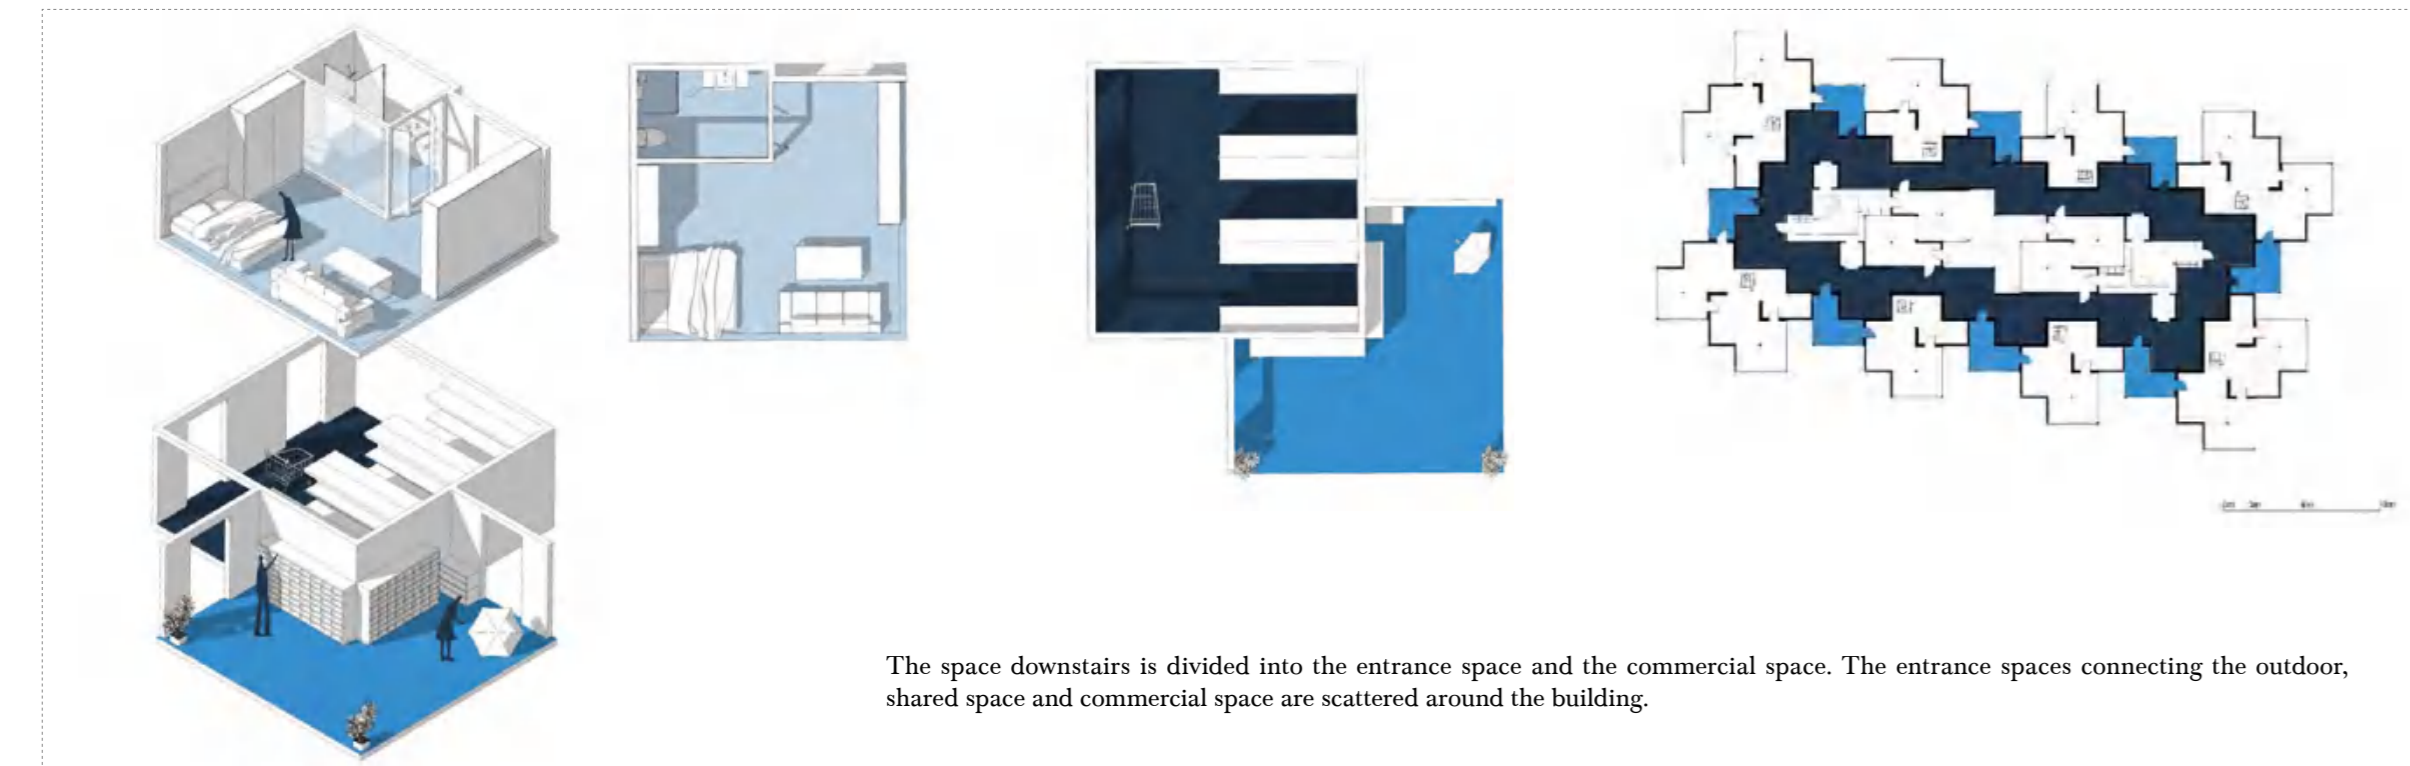 The space downstairs is divided into the entrance space and the commercial space. The entrance spaces connecting the outdoor,
shared space and commercial space are scattered around the building.